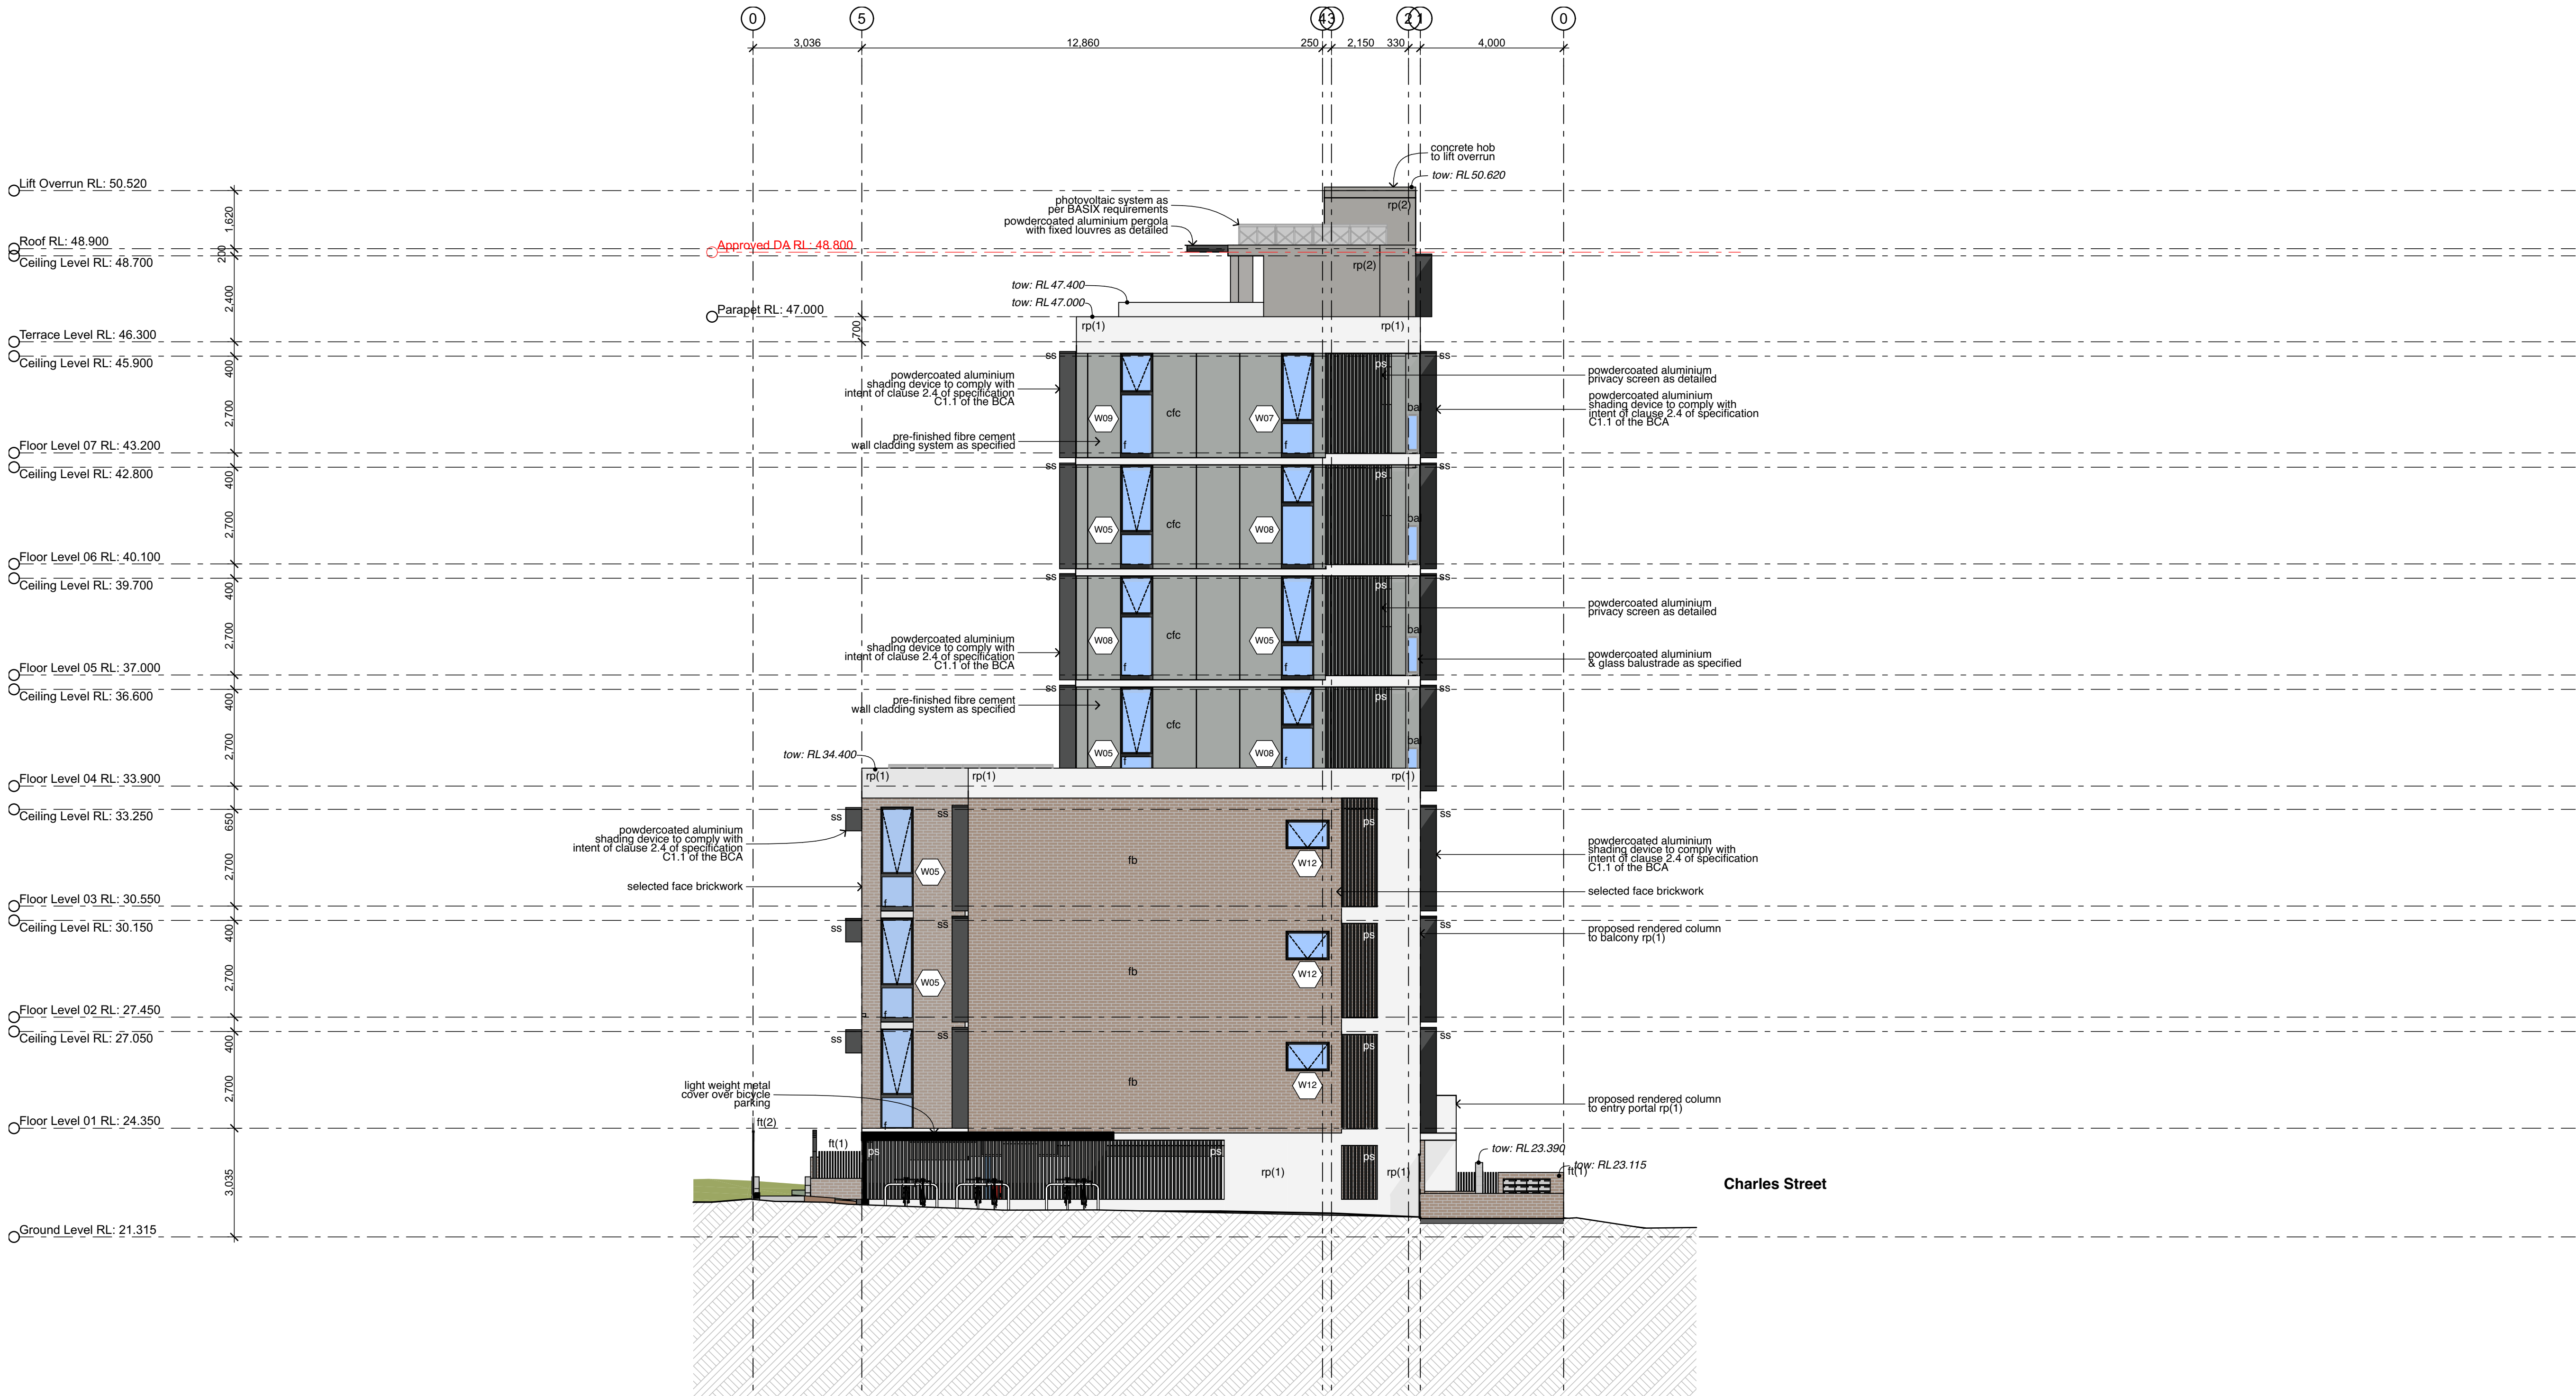 0
5
4
3
2
1
0
3,036
12,860
250
2,150
330
4,000
concrete hob
to lift overrun
tow: RL 50.620
Lift Overrun RL: 50.520
1,620
photovoltaic system as
per BASIX requirements
powdercoated aluminium pergola
with fixed louvres as detailed
rp(2)
Roof RL: 48.900
200
Approved DA RL: 48.800
Ceiling Level RL: 48.700
rp(2)
2,400
tow: RL 47.400
tow: RL 47.000
Parapet RL: 47.000
700
rp(1)
rp(1)
Terrace Level RL: 46.300
Ceiling Level RL: 45.900
400
ss
ss
ps
powdercoated aluminium
shading device to comply with
intent of clause 2.4 of specification
C1.1 of the BCA
powdercoated aluminium
privacy screen as detailed
powdercoated aluminium
shading device to comply with
intent of clause 2.4 of specification
C1.1 of the BCA
2,700
W09
cfc
W07
ba
pre-finished fibre cement
wall cladding system as specified
f
f
Floor Level 07 RL: 43.200
Ceiling Level RL: 42.800
400
ss
ss
ps
2,700
W05
cfc
W08
ba
Floor Level 06 RL: 40.100
Ceiling Level RL: 39.700
400
ss
ss
ps
powdercoated aluminium
privacy screen as detailed
2,700
powdercoated aluminium
shading device to comply with
intent of clause 2.4 of specification
C1.1 of the BCA
W08
cfc
W05
ba
powdercoated aluminium
& glass balustrade as specified
f
f
Floor Level 05 RL: 37.000
Ceiling Level RL: 36.600
400
ss
ss
ps
pre-finished fibre cement
wall cladding system as specified
2,700
W05
cfc
W08
ba
f
f
tow: RL 34.400
rp(1)
rp(1)
rp(1)
Floor Level 04 RL: 33.900
Ceiling Level RL: 33.250
650
ss
ss
ss
ps
powdercoated aluminium
shading device to comply with
intent of clause 2.4 of specification
C1.1 of the BCA
powdercoated aluminium
shading device to comply with
intent of clause 2.4 of specification
C1.1 of the BCA
2,700
W05
fb
W12
selected face brickwork
selected face brickwork
f
Floor Level 03 RL: 30.550
Ceiling Level RL: 30.150
400
ss
ss
ss
ps
proposed rendered column
to balcony rp(1)
2,700
W05
fb
W12
f
Floor Level 02 RL: 27.450
Ceiling Level RL: 27.050
400
ss
ss
ss
ps
2,700
fb
W12
light weight metal
cover over bicycle
parking
proposed rendered column
to entry portal rp(1)
f
Floor Level 01 RL: 24.350
ft(2)
ft(1)
ps
ps
rp(1)
ps
rp(1)
tow: RL 23.390
tow: RL 23.115
ft(1)
3,035
Charles Street
Ground Level RL: 21.315